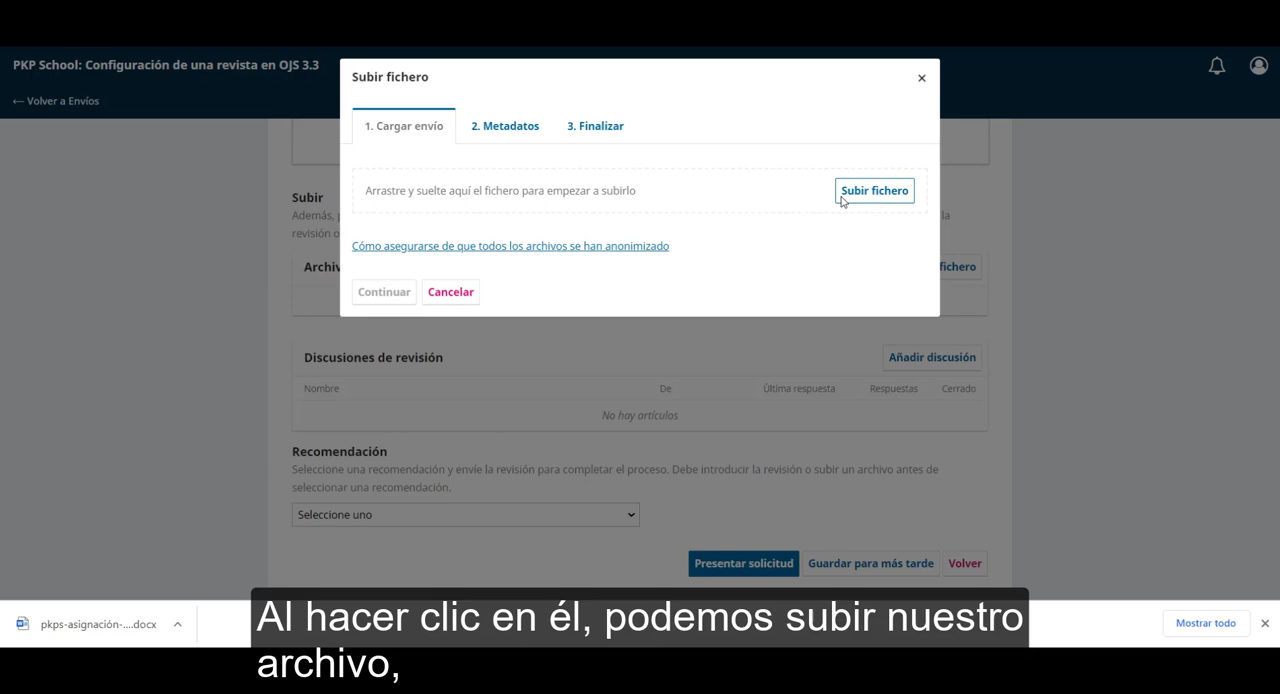 PKP School: Configuración de una revista en OJS 3.3
← Volver a Envíos
Subir fichero
×
1. Cargar envío
2. Metadatos
3. Finalizar
Arrastre y suelte aquí el fichero para empezar a subirlo
Subir fichero
Cómo asegurarse de que todos los archivos se han anonimizado
Continuar
Cancelar
Subir
Además,
la
revisión o
Archiv
fichero
Discusiones de revisión
Añadir discusión
Nombre
De
Última respuesta
Respuestas
Cerrado
No hay artículos
Recomendación
Seleccione una recomendación y envíe la revisión para completar el proceso. Debe introducir la revisión o subir un archivo antes de
seleccionar una recomendación.
Seleccione uno
Presentar solicitud
Guardar para más tarde
Volver
Al hacer clic en él, podemos subir nuestro
archivo,
pkps-asignación-....docx
Mostrar todo
×